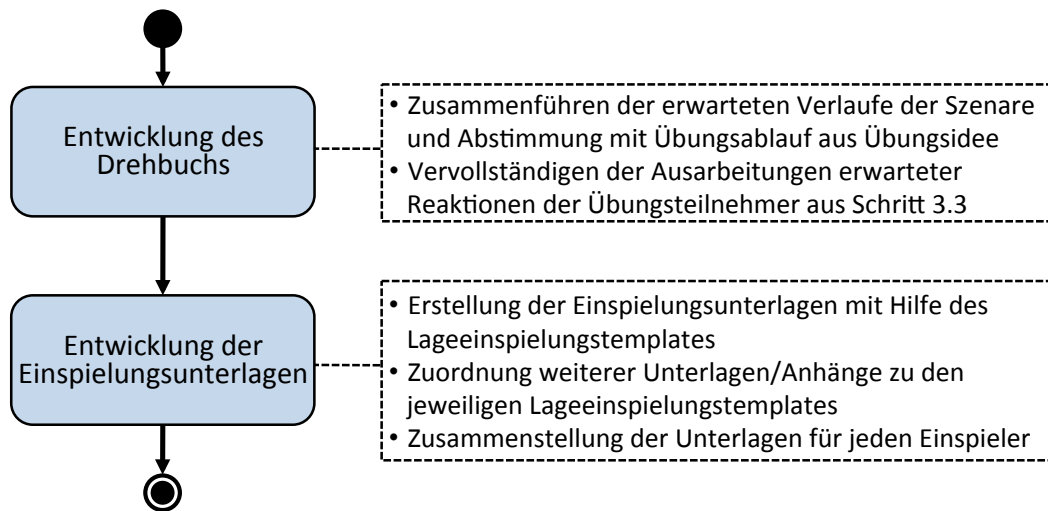 Entwicklung des
Drehbuchs
• Zusammenführen der erwarteten Verlaufe der Szenare
und Abstimmung mit Übungsablauf aus Übungsidee
• Vervollständigen der Ausarbeitungen erwarteter
Reaktionen der Übungsteilnehmer aus Schritt 3.3
Entwicklung der
Einspielungsunterlagen
• Erstellung der Einspielungsunterlagen mit Hilfe des
Lageeinspielungstemplates
• Zuordnung weiterer Unterlagen/Anhänge zu den
jeweiligen Lageeinspielungstemplates
• Zusammenstellung der Unterlagen für jeden Einspieler